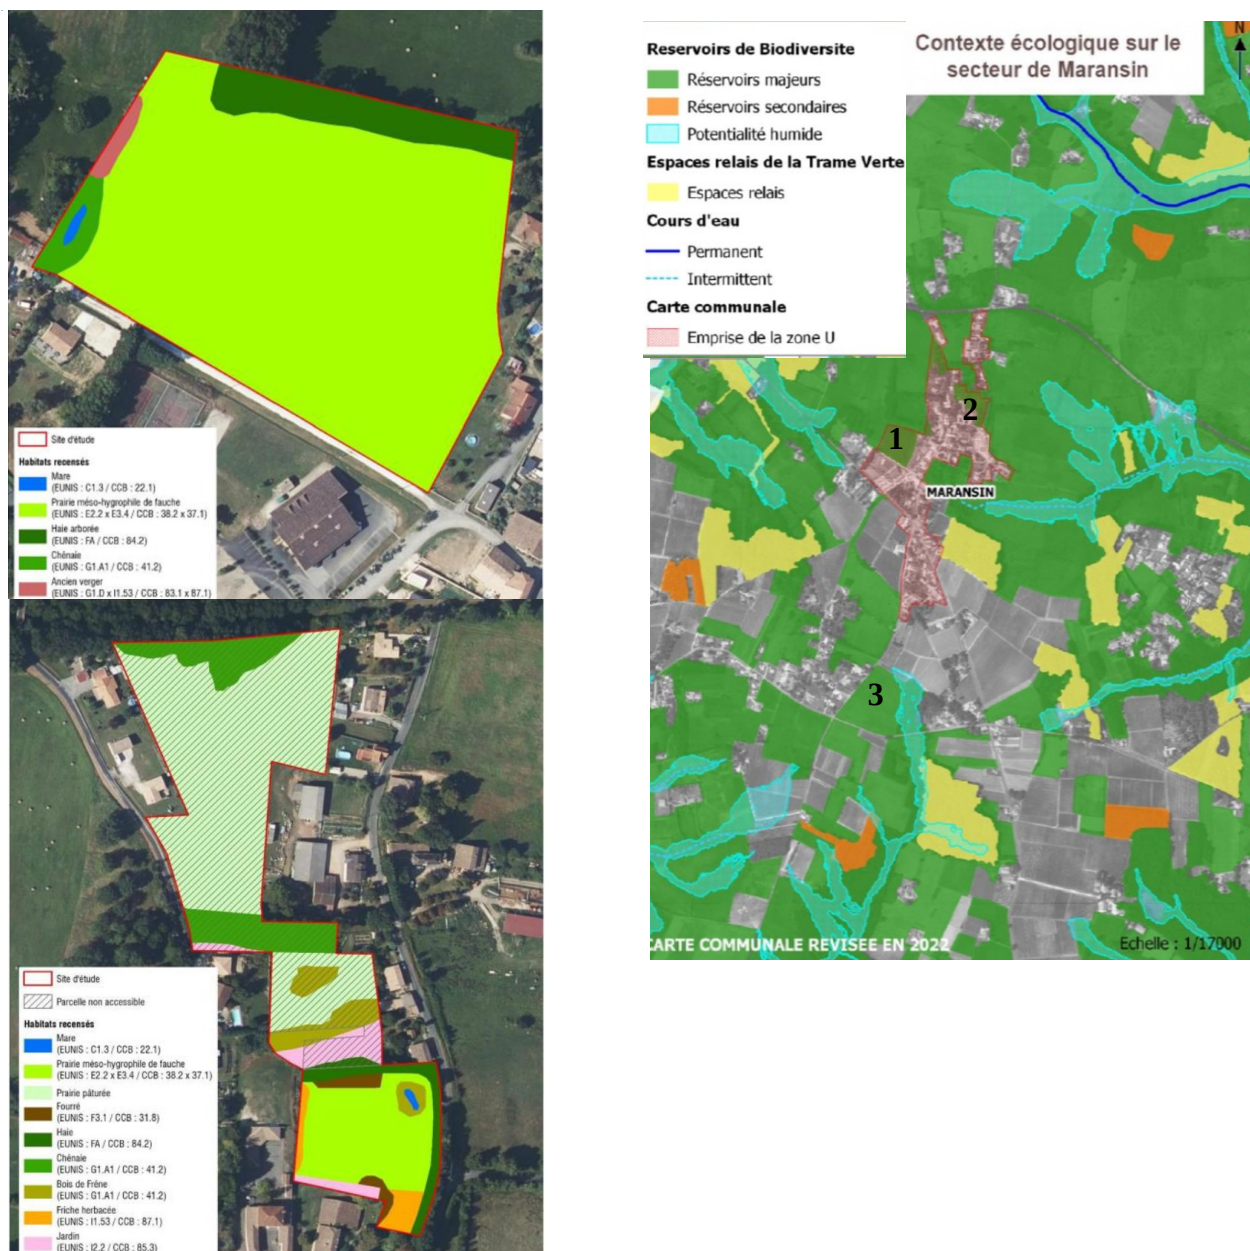 Site d'étude
Habitats recensés
Mare
(EUNIS : C1.3 / CCB : 22.1)
Prairie méso-hygrophile de fauche
(EUNIS : E2.2 x E3.4 / CCB : 38.2 x 37.1)
Haie arborée
(EUNIS : FA / CCB : 84.2)
Chênaie
(EUNIS : G1.A1 / CCB : 41.2)
Ancien verger
(EUNIS : G1.D x I1.53 / CCB : 83.1 x 87.1)
Site d'étude
Parcelle non accessible
Habitats recensés
Mare
(EUNIS : C1.3 / CCB : 22.1)
Prairie méso-hygrophile de fauche
(EUNIS : E2.2 x E3.4 / CCB : 38.2 x 37.1)
Prairie pâturée
Fourré
(EUNIS : F3.1 / CCB : 31.8)
Haie
(EUNIS : FA / CCB : 84.2)
Chênaie
(EUNIS : G1.A1 / CCB : 41.2)
Bois de Frêne
(EUNIS : G1.A1 / CCB : 41.2)
Friche herbacée
(EUNIS : I1.53 / CCB : 87.1)
Jardin
(EUNIS : I2.2 / CCB : 85.3)
Contexte écologique sur le
secteur de Maransin
N
Reservoirs de Biodiversite
Réservoirs majeurs
Réservoirs secondaires
Potentialité humide
Espaces relais de la Trame Verte
Espaces relais
Cours d'eau
Permanent
Intermittent
Carte communale
Emprise de la zone U
2
1
MARANSIN
3
CARTE COMMUNALE REVISEE EN 2022
Echelle : 1/17000